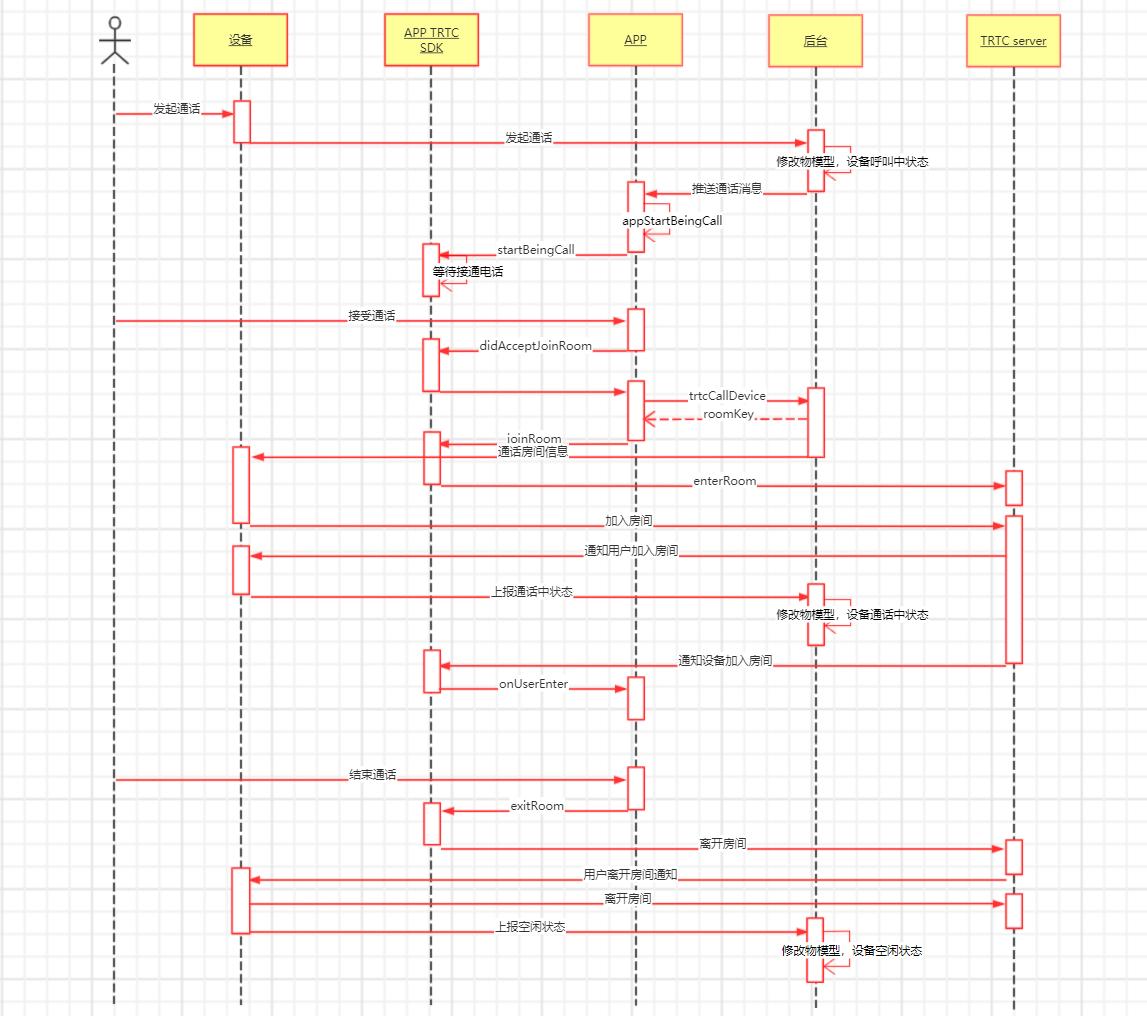 设备
APP TRTC
SDK
APP
后台
TRTC server
发起通话
发起通话
修改物模型，设备呼叫中状态
推送通话消息
appStartBeingCall
startBeingCall
等待接通电话
接受通话
didAcceptJoinRoom
trtcCallDevice
roomKey
joinRoom
通话房间信息
enterRoom
加入房间
通知用户加入房间
上报通话中状态
修改物模型，设备通话中状态
通知设备加入房间
onUserEnter
结束通话
exitRoom
离开房间
用户离开房间通知
离开房间
上报空闲状态
修改物模型，设备空闲状态